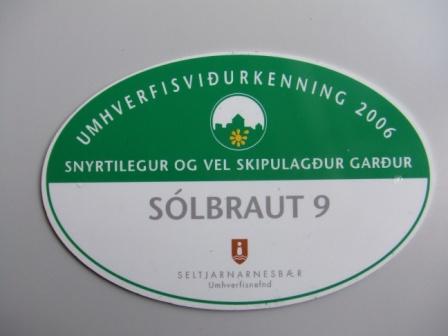 UMHVERFISVIÐURKENNING 2006
SNYRTILEGUR OG VEL SKIPULAGÐUR GARÐUR
SÓLBRAUT 9
SELTJARNARNESBÆR
Umhverfisnefnd